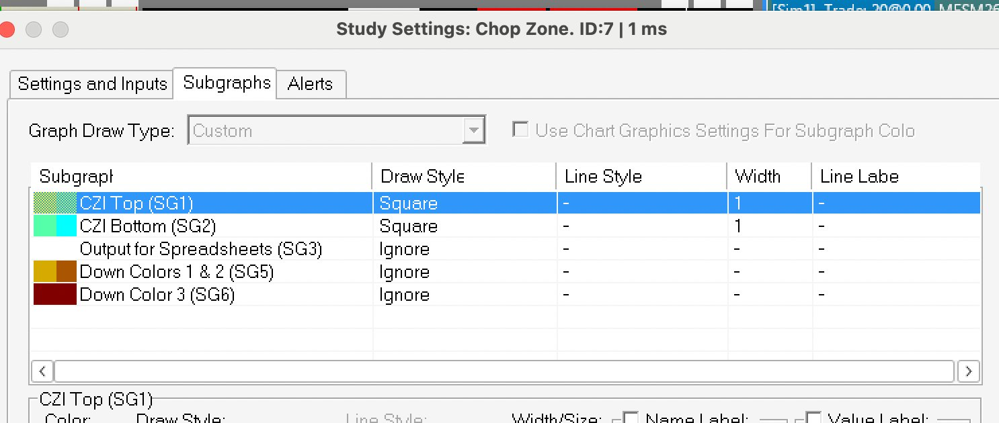 [Sim1] Trade: 20@0.00 MESM26
Study Settings: Chop Zone. ID:7 | 1 ms
Settings and Inputs Subgraphs Alerts
Graph Draw Type: Custom Use Chart Graphics Settings For Subgraph Colo
Subgraph Draw Style Line Style Width Line Labe
CZI Top (SG1) Square - 1 -
CZI Bottom (SG2) Square - 1 -
Output for Spreadsheets (SG3) Ignore - - -
Down Colors 1 & 2 (SG5) Ignore - - -
Down Color 3 (SG6) Ignore - - -
CZI Top (SG1)
Color: Draw Style: Line Style: Width/Size: Name Label: Value Label: